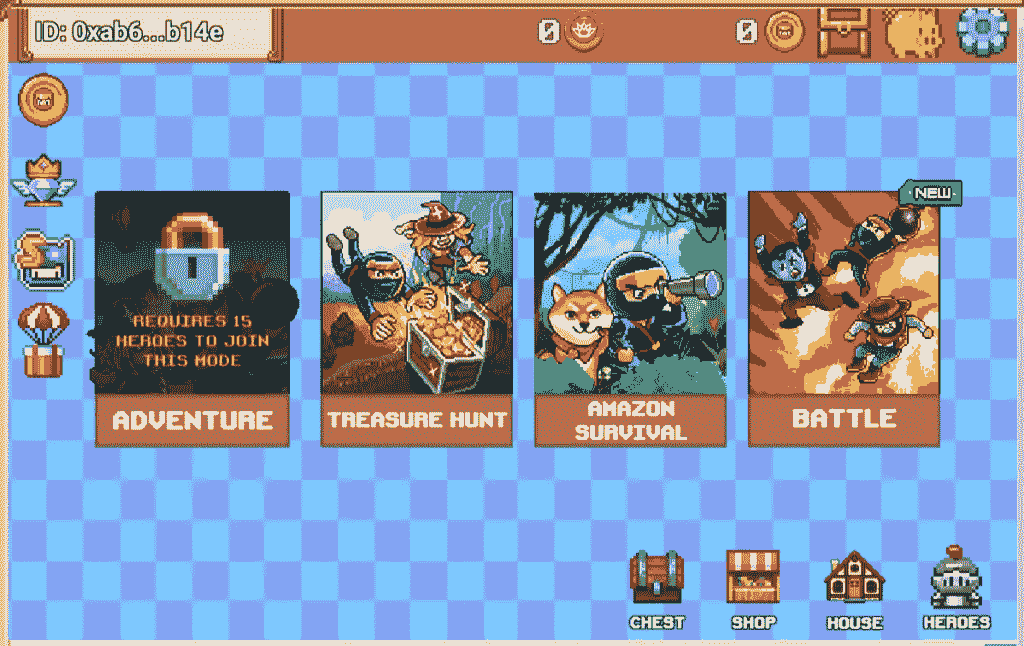 ID: 0xab6...b14e
0
0
NEW
REQUIRES 15
HEROES TO JOIN
THIS MODE
ADVENTURE
TREASURE HUNT
AMAZON
SURVIVAL
BATTLE
CHEST
SHOP
HOUSE
HEROES